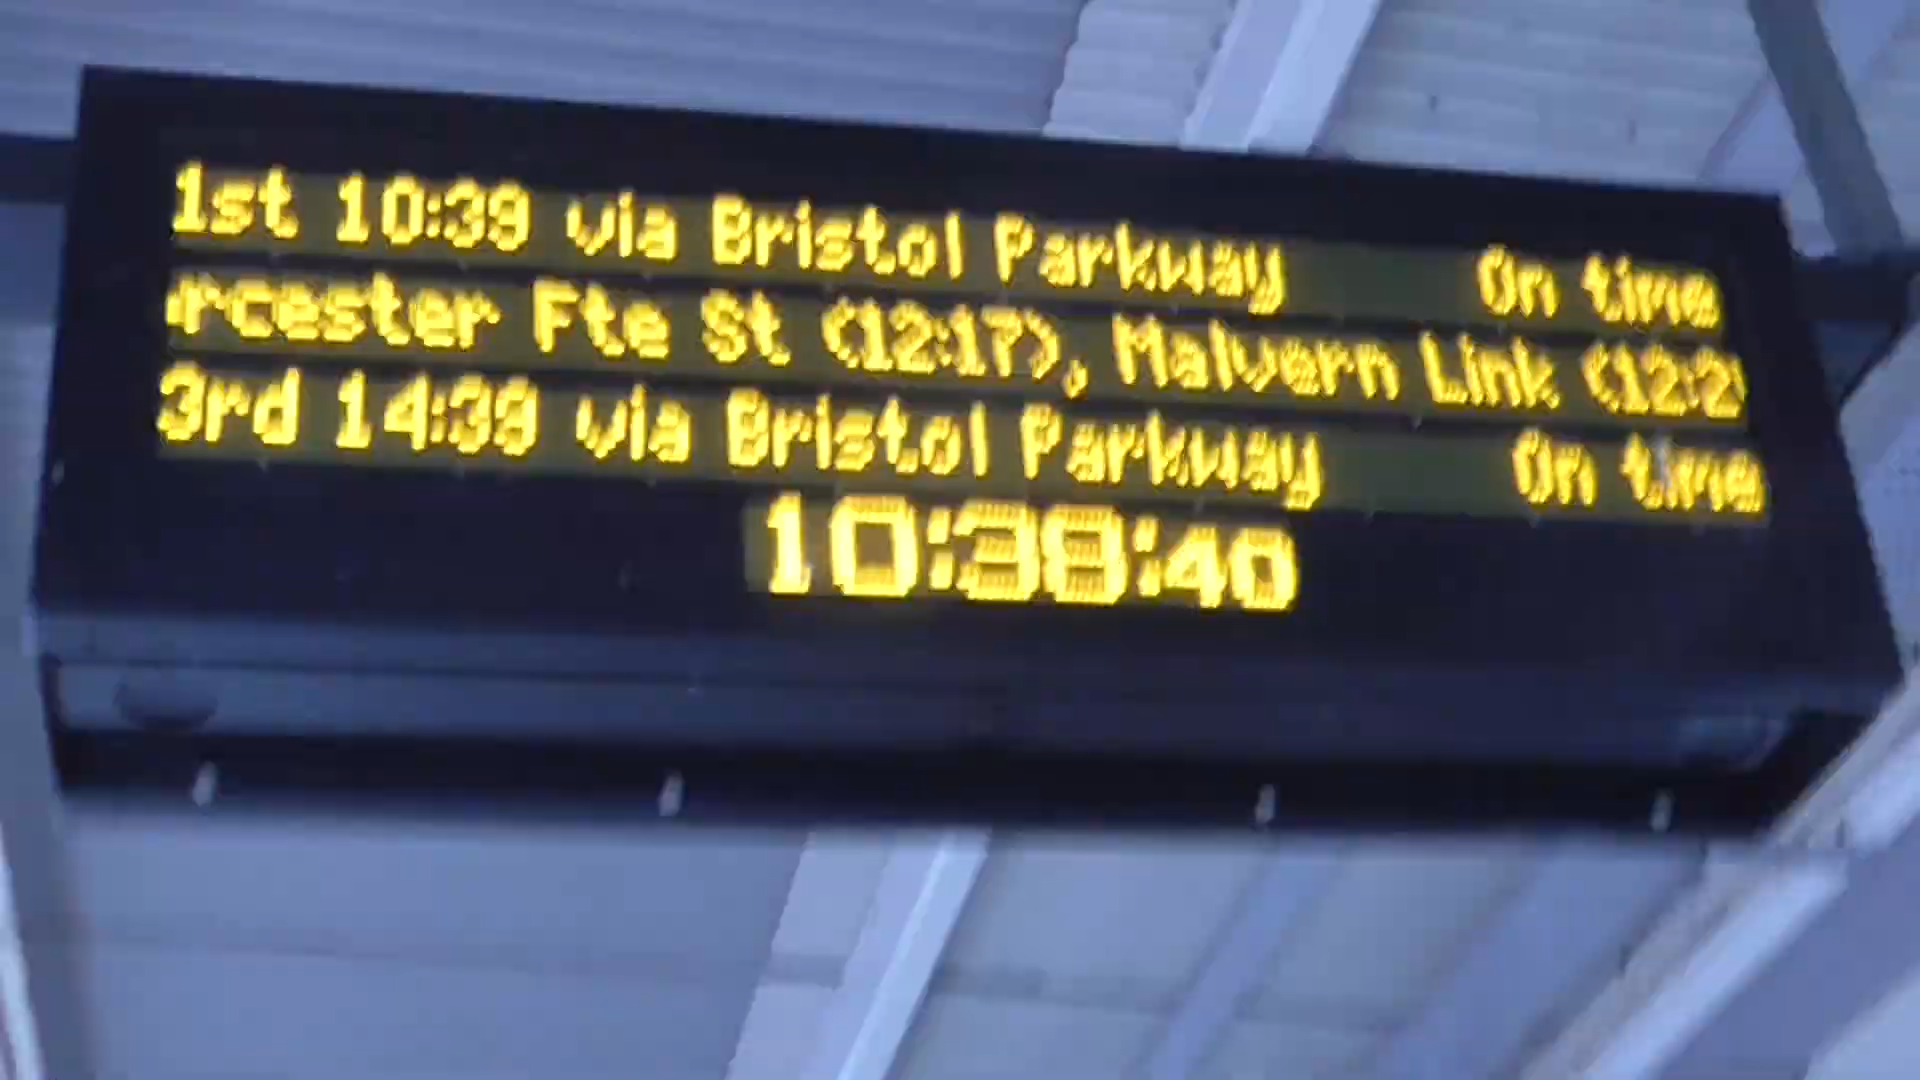 1st 10:39 via Bristol Parkway On time
rcester Fte St (12:17), Malvern Link (12:2
3rd 14:39 via Bristol Parkway On time
10:38:40